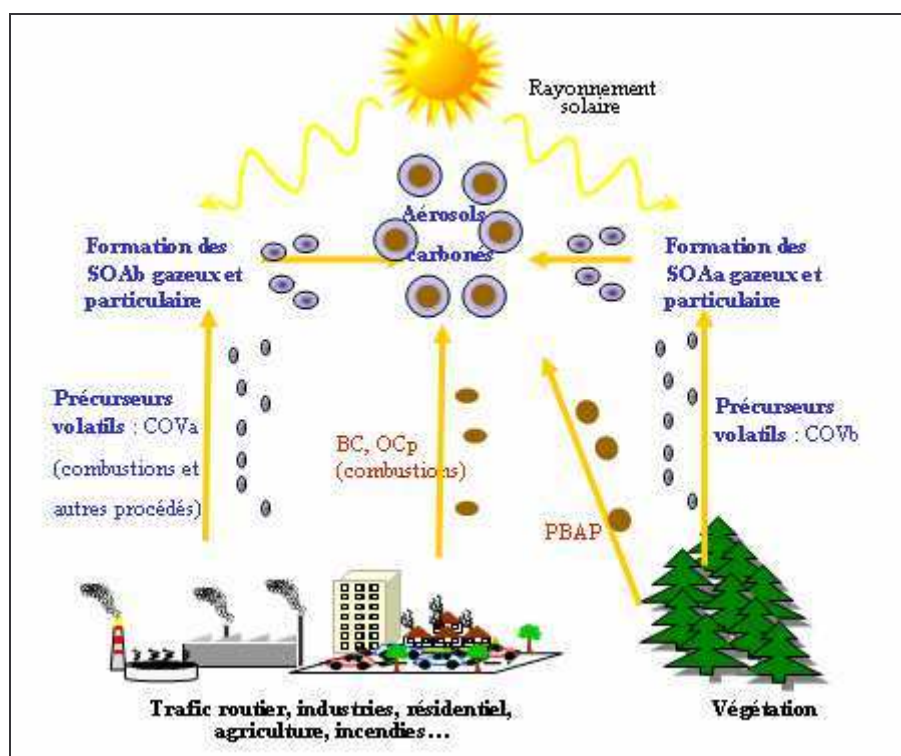 Rayonnement
solaire
Aérosols
carbonés
Formation des
SOAb gazeux et
particulaire
Formation des
SOAa gazeux et
particulaire
Précurseurs
volatils : COVa
(combustions et
autres procédés)
BC, OCp
(combustions)
PBAP
Précurseurs
volatils : COVb
Trafic routier, industries, résidentiel,
agriculture, incendies…
Végétation